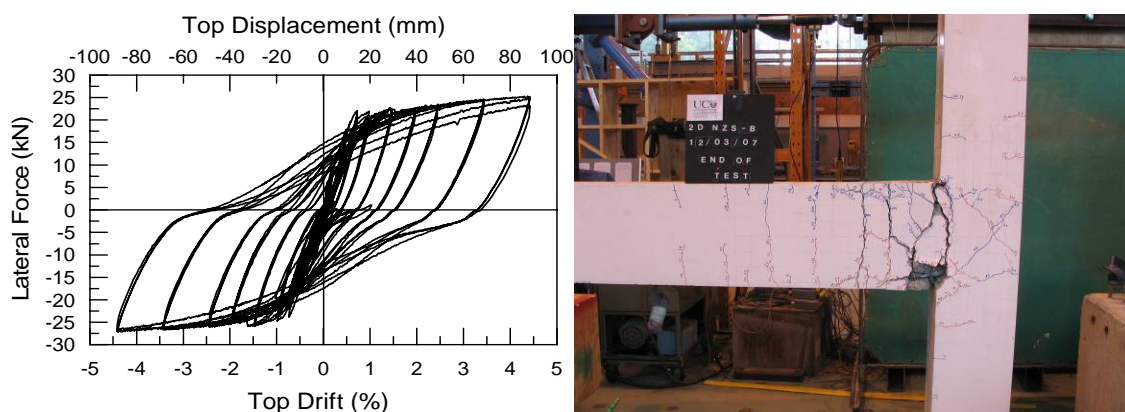 Top Displacement (mm)
-100 -80 -60 -40 -20 0 20 40 60 80 100
30
25
20
15
10
5
0
-5
-10
-15
-20
-25
-30
Lateral Force (kN)
-5 -4 -3 -2 -1 0 1 2 3 4 5
Top Drift (%)
UC
2D NZS-B
12/03/07
END OF
TEST